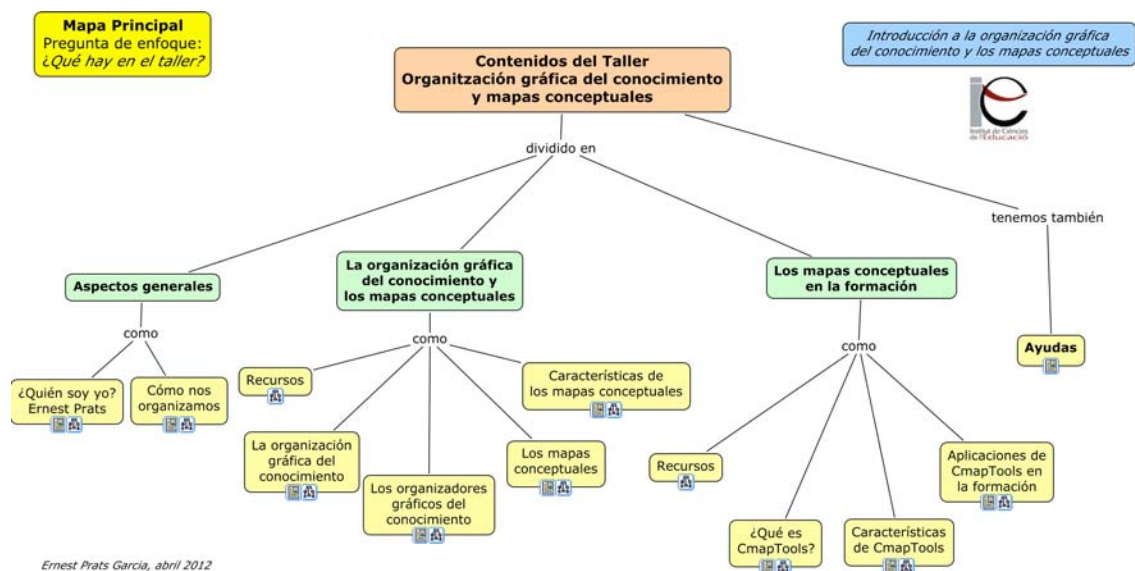 Mapa Principal
Pregunta de enfoque:
¿Qué hay en el taller?
Contenidos del Taller
Organitzación gráfica del conocimiento
y mapas conceptuales
Introducción a la organización gráfica
del conocimiento y los mapas conceptuales
Institut de Ciències
de l'Educació
dividido en
tenemos también
Aspectos generales
La organización gráfica
del conocimiento y
los mapas conceptuales
Los mapas conceptuales
en la formación
como
como
como
Ayudas
¿Quién soy yo?
Ernest Prats
Cómo nos
organizamos
Recursos
Características de
los mapas conceptuales
La organización
gráfica del
conocimiento
Los organizadores
gráficos del
conocimiento
Los mapas
conceptuales
Recursos
Aplicaciones de
CmapTools en
la formación
¿Qué es
CmapTools?
Características
de CmapTools
Ernest Prats Garcia, abril 2012